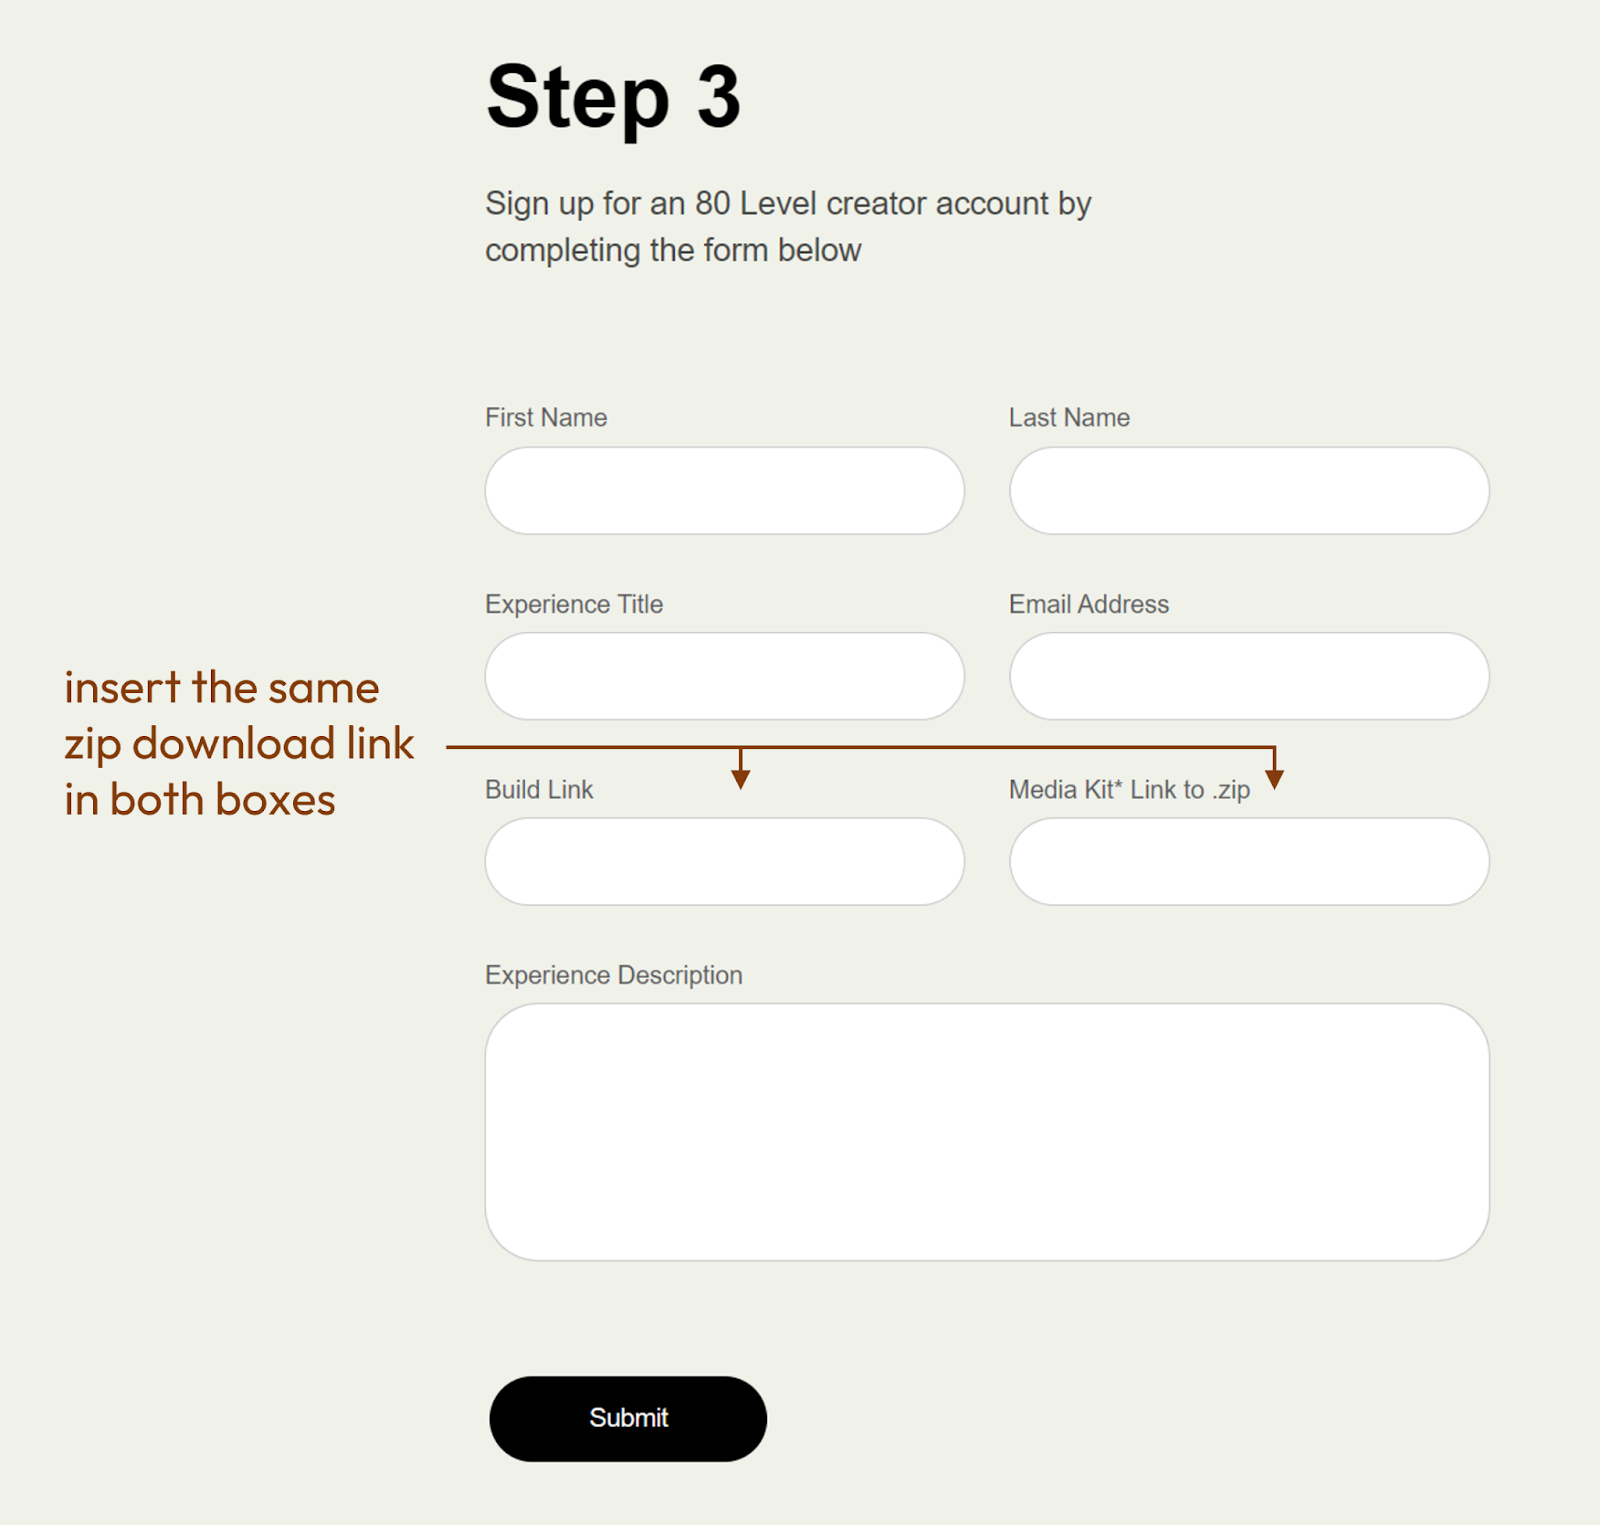 Step 3
Sign up for an 80 Level creator account by
completing the form below
First Name
Last Name
Experience Title
Email Address
insert the same
zip download link
in both boxes
Build Link
Media Kit* Link to .zip
Experience Description
Submit